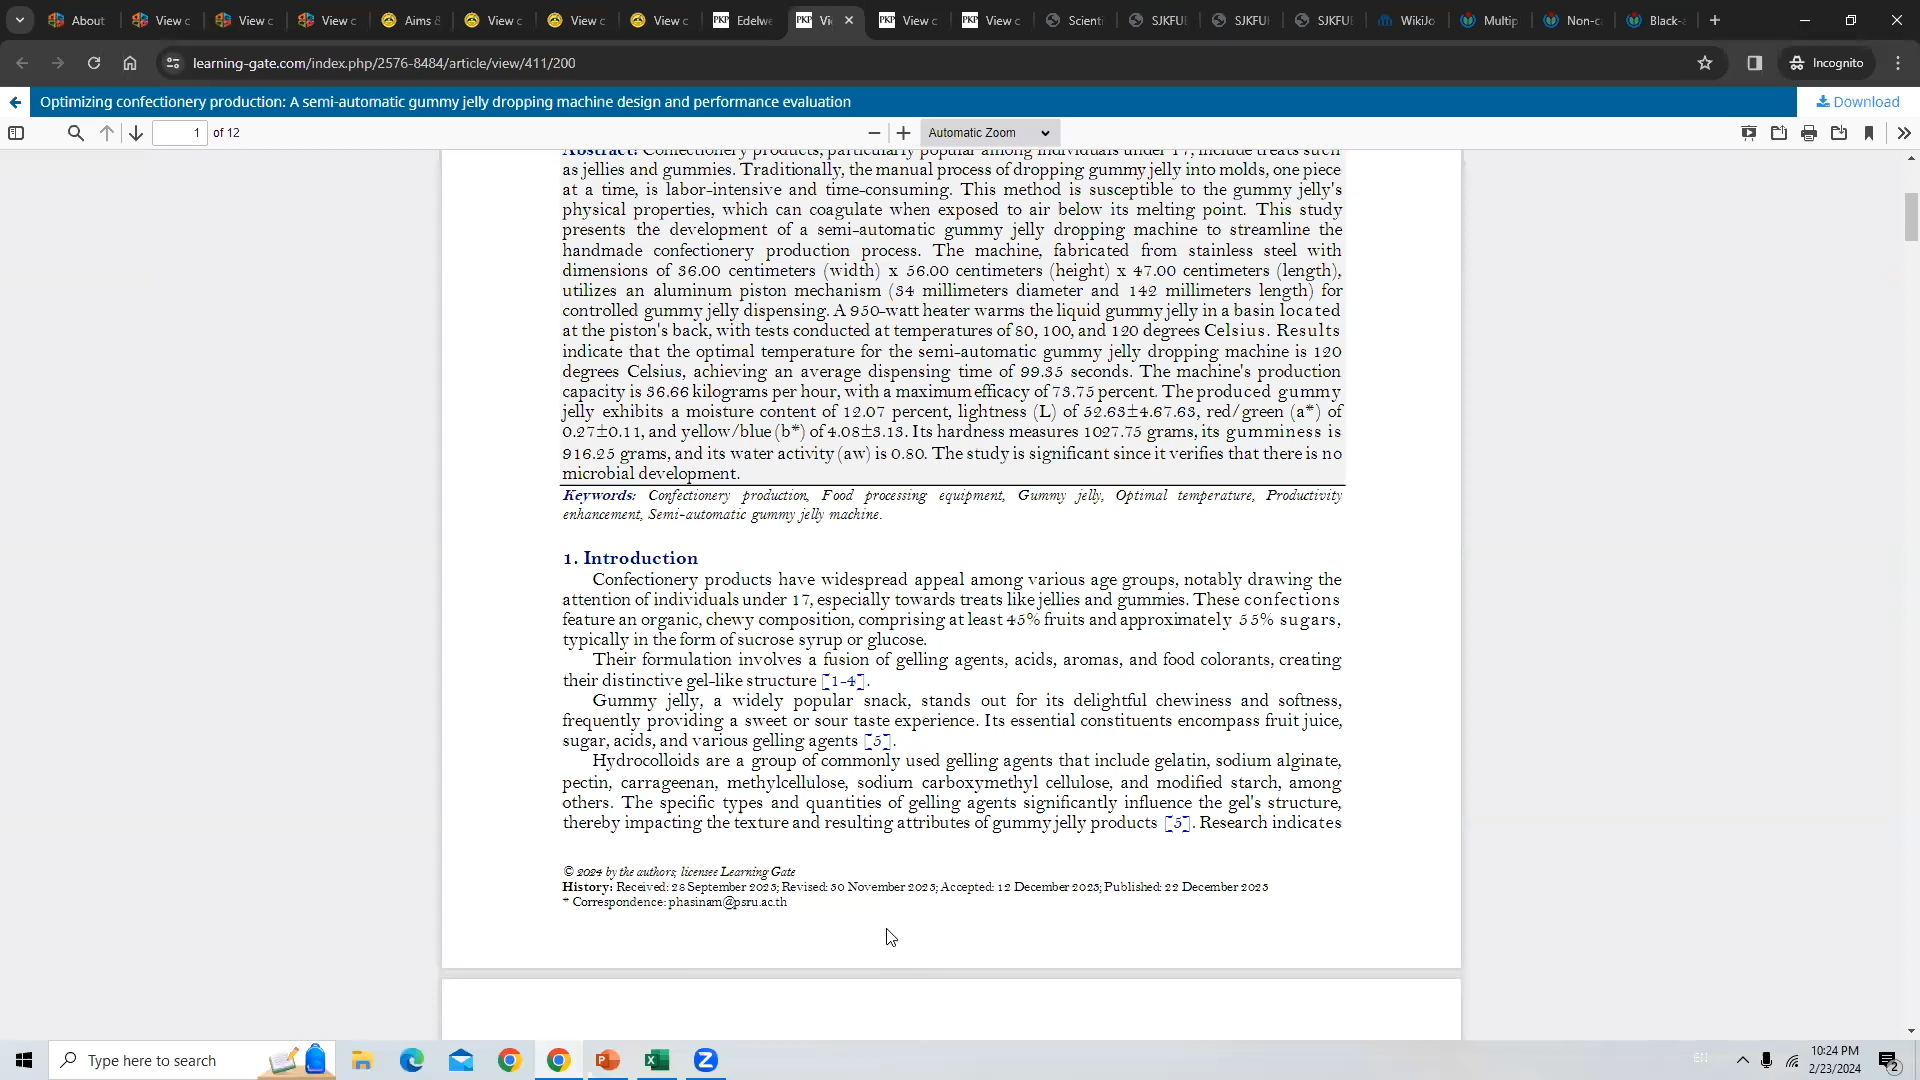 About
View c
View c
View c
Aims &
View c
View c
View c
Edelwe
Vi
View c
View c
Scienti
SJKFU
SJKFU
SJKFU
WikiJo
Multip
Non-c
Black-
learning-gate.com/index.php/2576-8484/article/view/411/200
Incognito
Optimizing confectionery production: A semi-automatic gummy jelly dropping machine design and performance evaluation
Download
1 of 12
Automatic Zoom
Abstract: Confectionery products, particularly popular among individuals under 17, include treats such
as jellies and gummies. Traditionally, the manual process of dropping gummy jelly into molds, one piece
at a time, is labor-intensive and time-consuming. This method is susceptible to the gummy jelly's
physical properties, which can coagulate when exposed to air below its melting point. This study
presents the development of a semi-automatic gummy jelly dropping machine to streamline the
handmade confectionery production process. The machine, fabricated from stainless steel with
dimensions of 36.00 centimeters (width) x 56.00 centimeters (height) x 47.00 centimeters (length),
utilizes an aluminum piston mechanism (34 millimeters diameter and 142 millimeters length) for
controlled gummy jelly dispensing. A 950-watt heater warms the liquid gummy jelly in a basin located
at the piston's back, with tests conducted at temperatures of 80, 100, and 120 degrees Celsius. Results
indicate that the optimal temperature for the semi-automatic gummy jelly dropping machine is 120
degrees Celsius, achieving an average dispensing time of 99.35 seconds. The machine's production
capacity is 36.66 kilograms per hour, with a maximum efficacy of 73.75 percent. The produced gummy
jelly exhibits a moisture content of 12.07 percent, lightness (L) of 52.63±4.67.63, red/green (a*) of
0.27±0.11, and yellow/blue (b*) of 4.08±3.13. Its hardness measures 1027.75 grams, its gumminess is
916.25 grams, and its water activity (aw) is 0.80. The study is significant since it verifies that there is no
microbial development.
Keywords: Confectionery production, Food processing equipment, Gummy jelly, Optimal temperature, Productivity
enhancement, Semi-automatic gummy jelly machine.
1. Introduction
Confectionery products have widespread appeal among various age groups, notably drawing the
attention of individuals under 17, especially towards treats like jellies and gummies. These confections
feature an organic, chewy composition, comprising at least 45% fruits and approximately 55% sugars,
typically in the form of sucrose syrup or glucose.
Their formulation involves a fusion of gelling agents, acids, aromas, and food colorants, creating
their distinctive gel-like structure [1-4].
Gummy jelly, a widely popular snack, stands out for its delightful chewiness and softness,
frequently providing a sweet or sour taste experience. Its essential constituents encompass fruit juice,
sugar, acids, and various gelling agents [5].
Hydrocolloids are a group of commonly used gelling agents that include gelatin, sodium alginate,
pectin, carrageenan, methylcellulose, sodium carboxymethyl cellulose, and modified starch, among
others. The specific types and quantities of gelling agents significantly influence the gel's structure,
thereby impacting the texture and resulting attributes of gummy jelly products [5]. Research indicates
© 2024 by the authors; licensee Learning Gate
History: Received: 28 September 2023; Revised: 30 November 2023; Accepted: 12 December 2023; Published: 22 December 2023
* Correspondence: phasinam@psru.ac.th
Type here to search
10:24 PM
2/23/2024
2